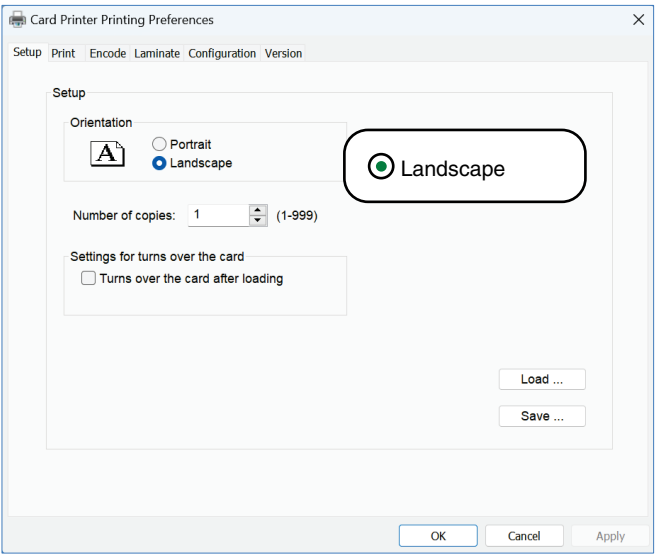 Card Printer Printing Preferences
Setup Print Encode Laminate Configuration Version
Setup
Orientation
A
Portrait
Landscape
Landscape
Number of copies: 1 (1-999)
Settings for turns over the card
Turns over the card after loading
Load ...
Save ...
OK Cancel Apply